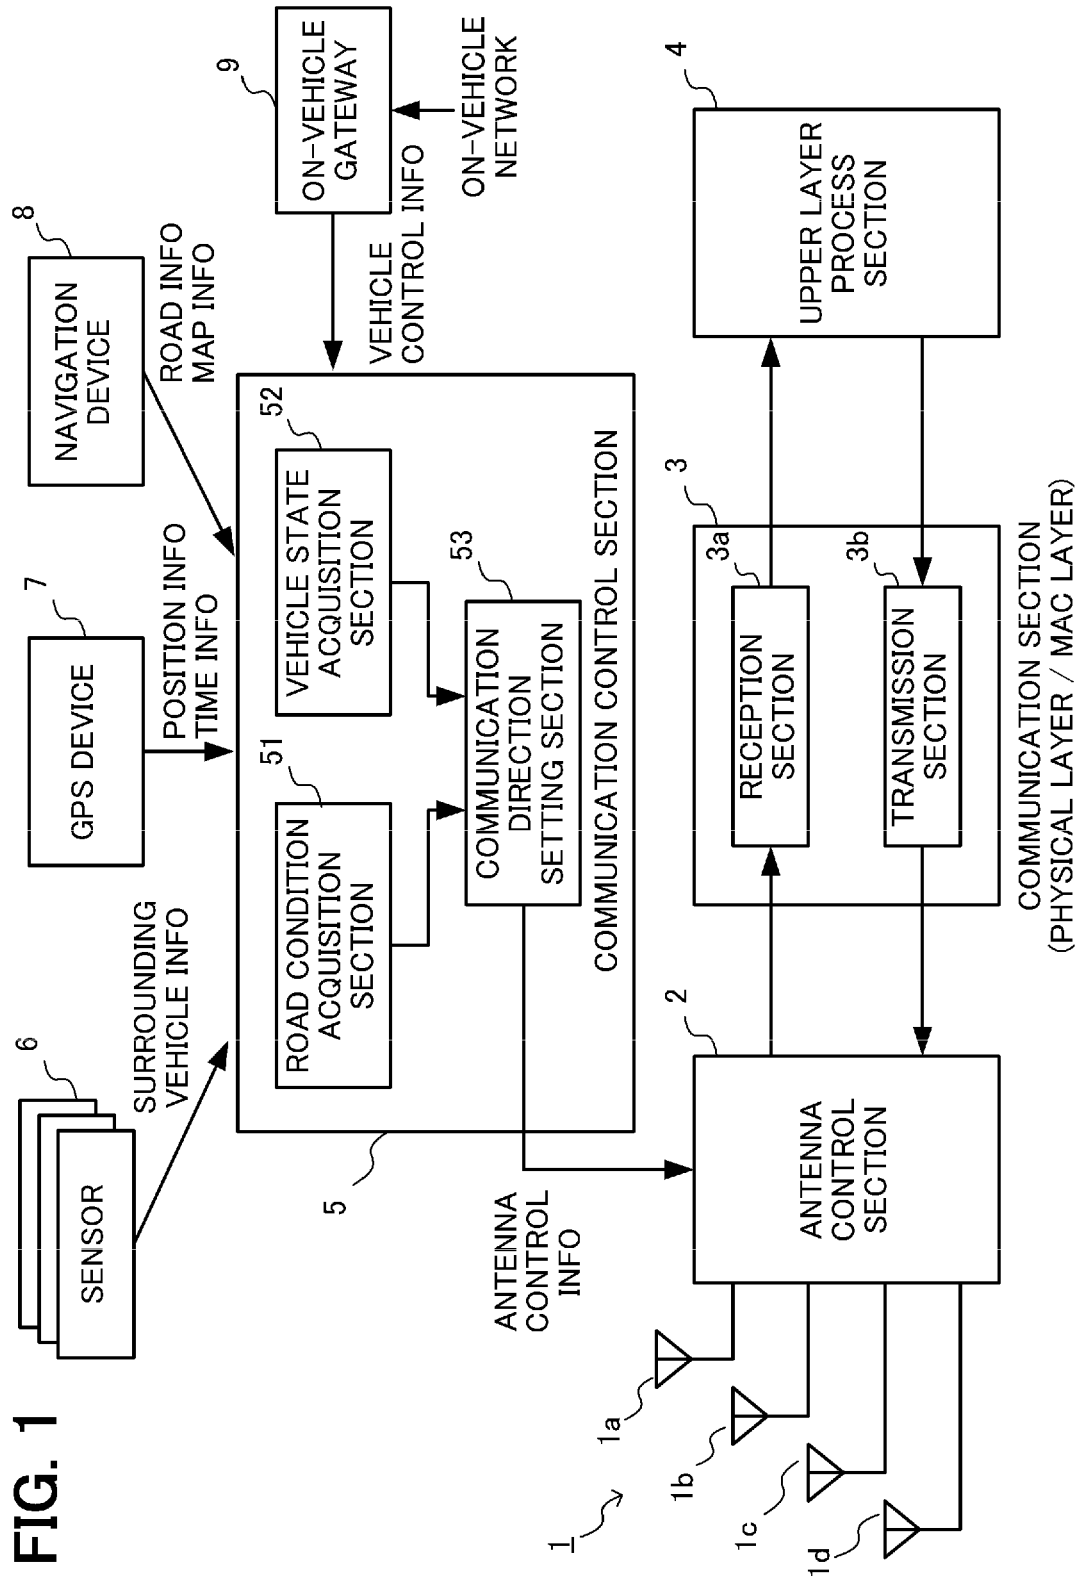 FIG. 1
6
SENSOR
SURROUNDING
VEHICLE INFO
7
GPS DEVICE
POSITION INFO
TIME INFO
8
NAVIGATION
DEVICE
ROAD INFO
MAP INFO
9
ON-VEHICLE
GATEWAY
ON-VEHICLE
NETWORK
VEHICLE
CONTROL INFO
5
51
ROAD CONDITION
ACQUISITION
SECTION
52
VEHICLE STATE
ACQUISITION
SECTION
53
COMMUNICATION
DIRECTION
SETTING SECTION
COMMUNICATION CONTROL SECTION
ANTENNA
CONTROL
INFO
1
1a
1b
1c
1d
2
ANTENNA
CONTROL
SECTION
3
3a
RECEPTION
SECTION
3b
TRANSMISSION
SECTION
COMMUNICATION SECTION
(PHYSICAL LAYER / MAC LAYER)
4
UPPER LAYER
PROCESS
SECTION